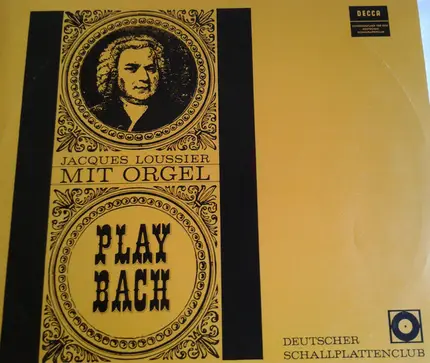 DECCA
JACQUES LOUSSIER
MIT ORGEL
PLAY
BACH
DEUTSCHER
SCHALLPLATTENCLUB